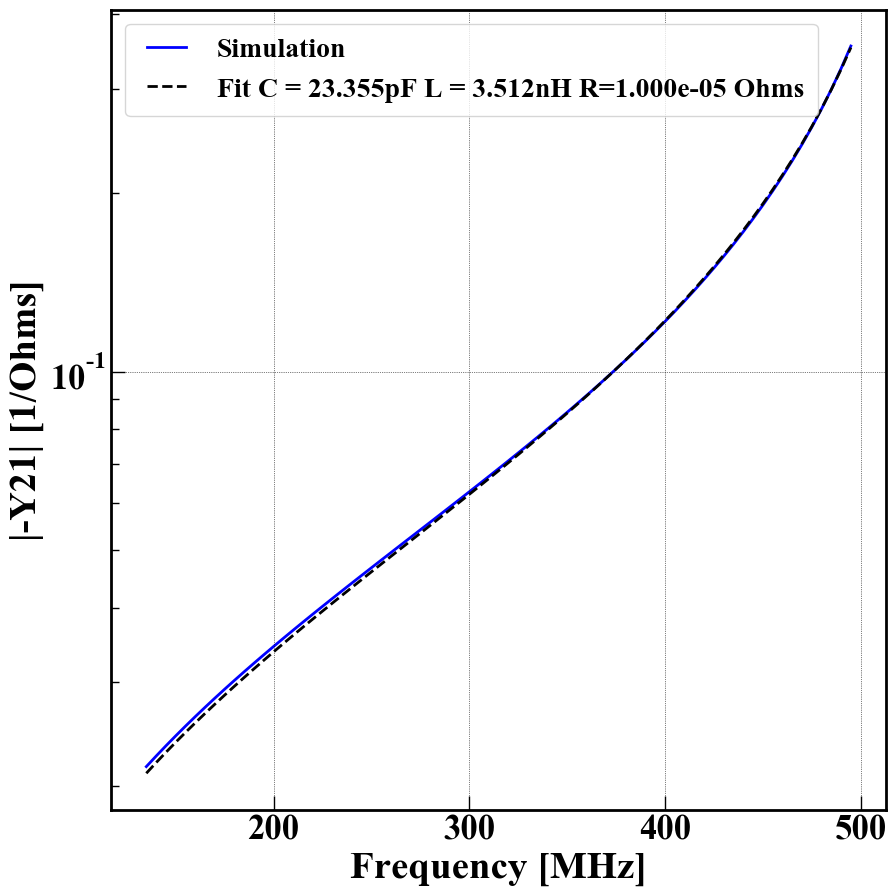 Simulation
Fit C = 23.355pF L = 3.512nH R=1.000e-05 Ohms
|-Y21| [1/Ohms]
10^-1
200 300 400 500
Frequency [MHz]